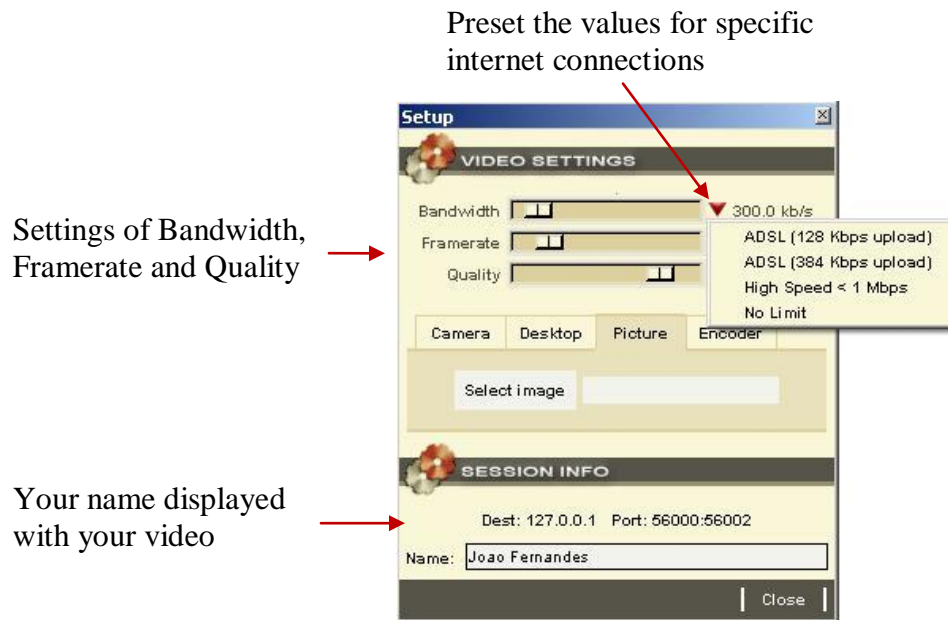 Preset the values for specific
internet connections
Setup
VIDEO SETTINGS
Bandwidth 300.0 kb/s
Framerate
Quality
ADSL (128 Kbps upload)
ADSL (384 Kbps upload)
High Speed < 1 Mbps
No Limit
Settings of Bandwidth,
Framerate and Quality
Camera Desktop Picture Encoder
Select image
SESSION INFO
Your name displayed
with your video
Dest: 127.0.0.1 Port: 56000:56002
Name: Joao Fernandes
Close